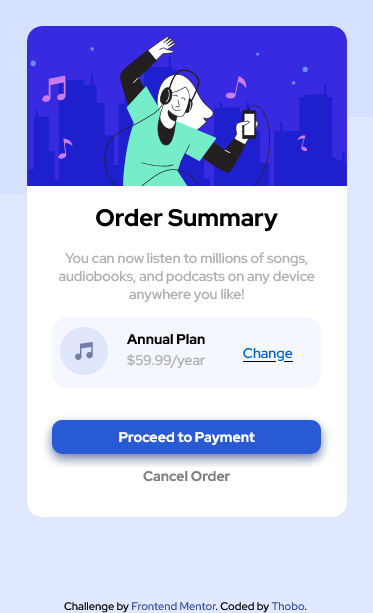 Order Summary
You can now listen to millions of songs,
audiobooks, and podcasts on any device
anywhere you like!
Annual Plan
$59.99/year
Change
Proceed to Payment
Cancel Order
Challenge by Frontend Mentor. Coded by Thobo.